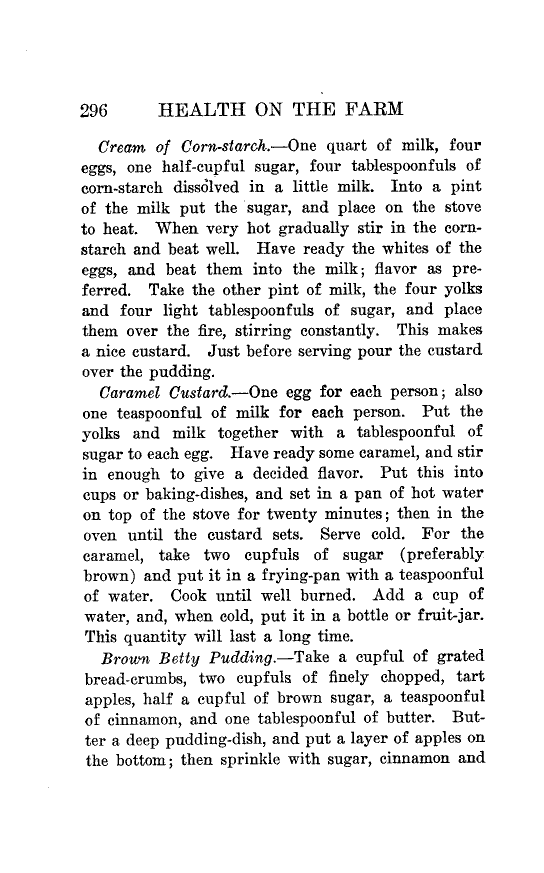 296 HEALTH ON THE FARM
Cream of Corn-starch.—One quart of milk, four
eggs, one half-cupful sugar, four tablespoonfuls of
corn-starch dissolved in a little milk. Into a pint
of the milk put the sugar, and place on the stove
to heat. When very hot gradually stir in the corn-
starch and beat well. Have ready the whites of the
eggs, and beat them into the milk; flavor as pre-
ferred. Take the other pint of milk, the four yolks
and four light tablespoonfuls of sugar, and place
them over the fire, stirring constantly. This makes
a nice custard. Just before serving pour the custard
over the pudding.
Caramel Custard.—One egg for each person; also
one teaspoonful of milk for each person. Put the
yolks and milk together with a tablespoonful of
sugar to each egg. Have ready some caramel, and stir
in enough to give a decided flavor. Put this into
cups or baking-dishes, and set in a pan of hot water
on top of the stove for twenty minutes; then in the
oven until the custard sets. Serve cold. For the
caramel, take two cupfuls of sugar (preferably
brown) and put it in a frying-pan with a teaspoonful
of water. Cook until well burned. Add a cup of
water, and, when cold, put it in a bottle or fruit-jar.
This quantity will last a long time.
Brown Betty Pudding.—Take a cupful of grated
bread-crumbs, two cupfuls of finely chopped, tart
apples, half a cupful of brown sugar, a teaspoonful
of cinnamon, and one tablespoonful of butter. But-
ter a deep pudding-dish, and put a layer of apples on
the bottom; then sprinkle with sugar, cinnamon and